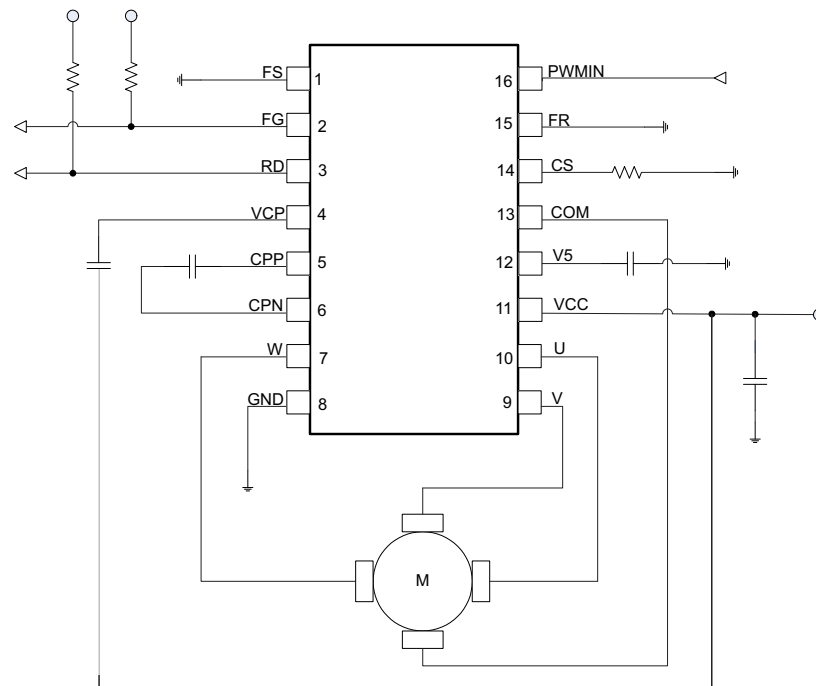 FS 1
FG 2
RD 3
VCP 4
CPP 5
CPN 6
W 7
GND 8
16 PWMIN
15 FR
14 CS
13 COM
12 V5
11 VCC
10 U
9 V
M